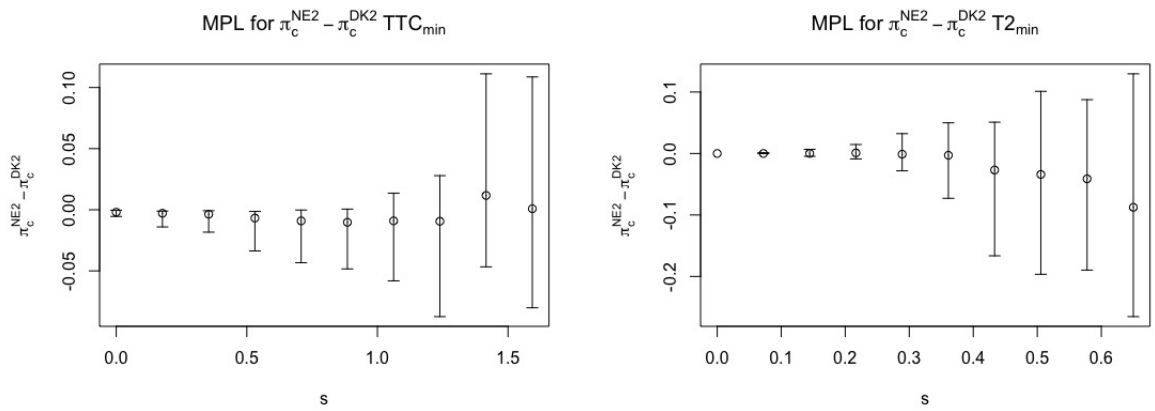 MPL for π_c^NE2 − π_c^DK2 TTC_min
π_c^NE2 − π_c^DK2
0.10
0.05
0.00
-0.05
0.0 0.5 1.0 1.5
s
MPL for π_c^NE2 − π_c^DK2 T2_min
π_c^NE2 − π_c^DK2
0.1
0.0
-0.1
-0.2
0.0 0.1 0.2 0.3 0.4 0.5 0.6
s